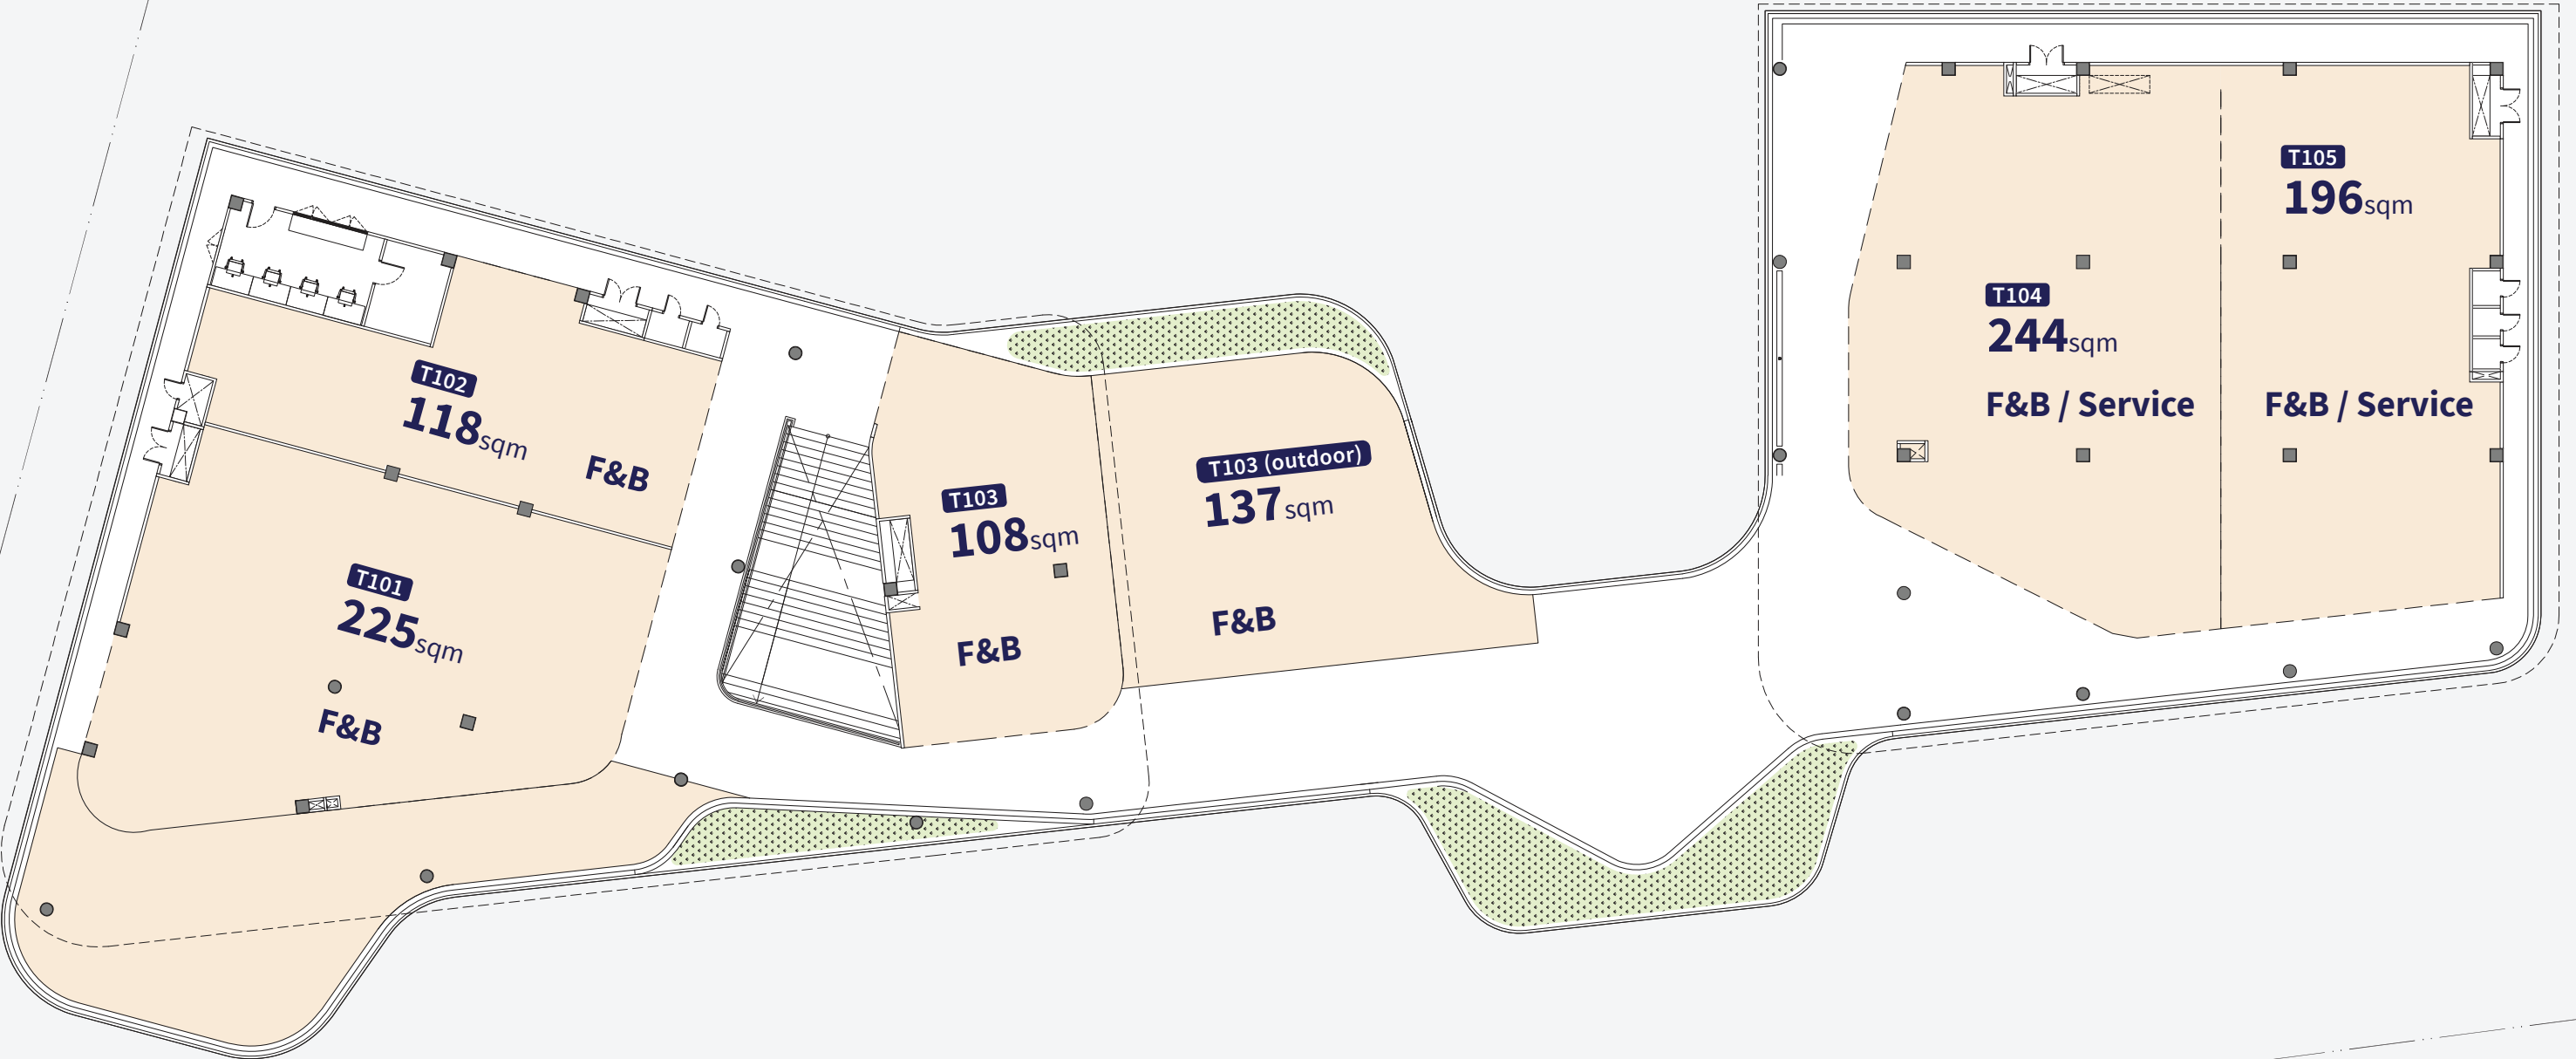 T102
118sqm
F&B
T101
225sqm
F&B
T103
108sqm
F&B
T103 (outdoor)
137sqm
F&B
T104
244sqm
F&B / Service
T105
196sqm
F&B / Service